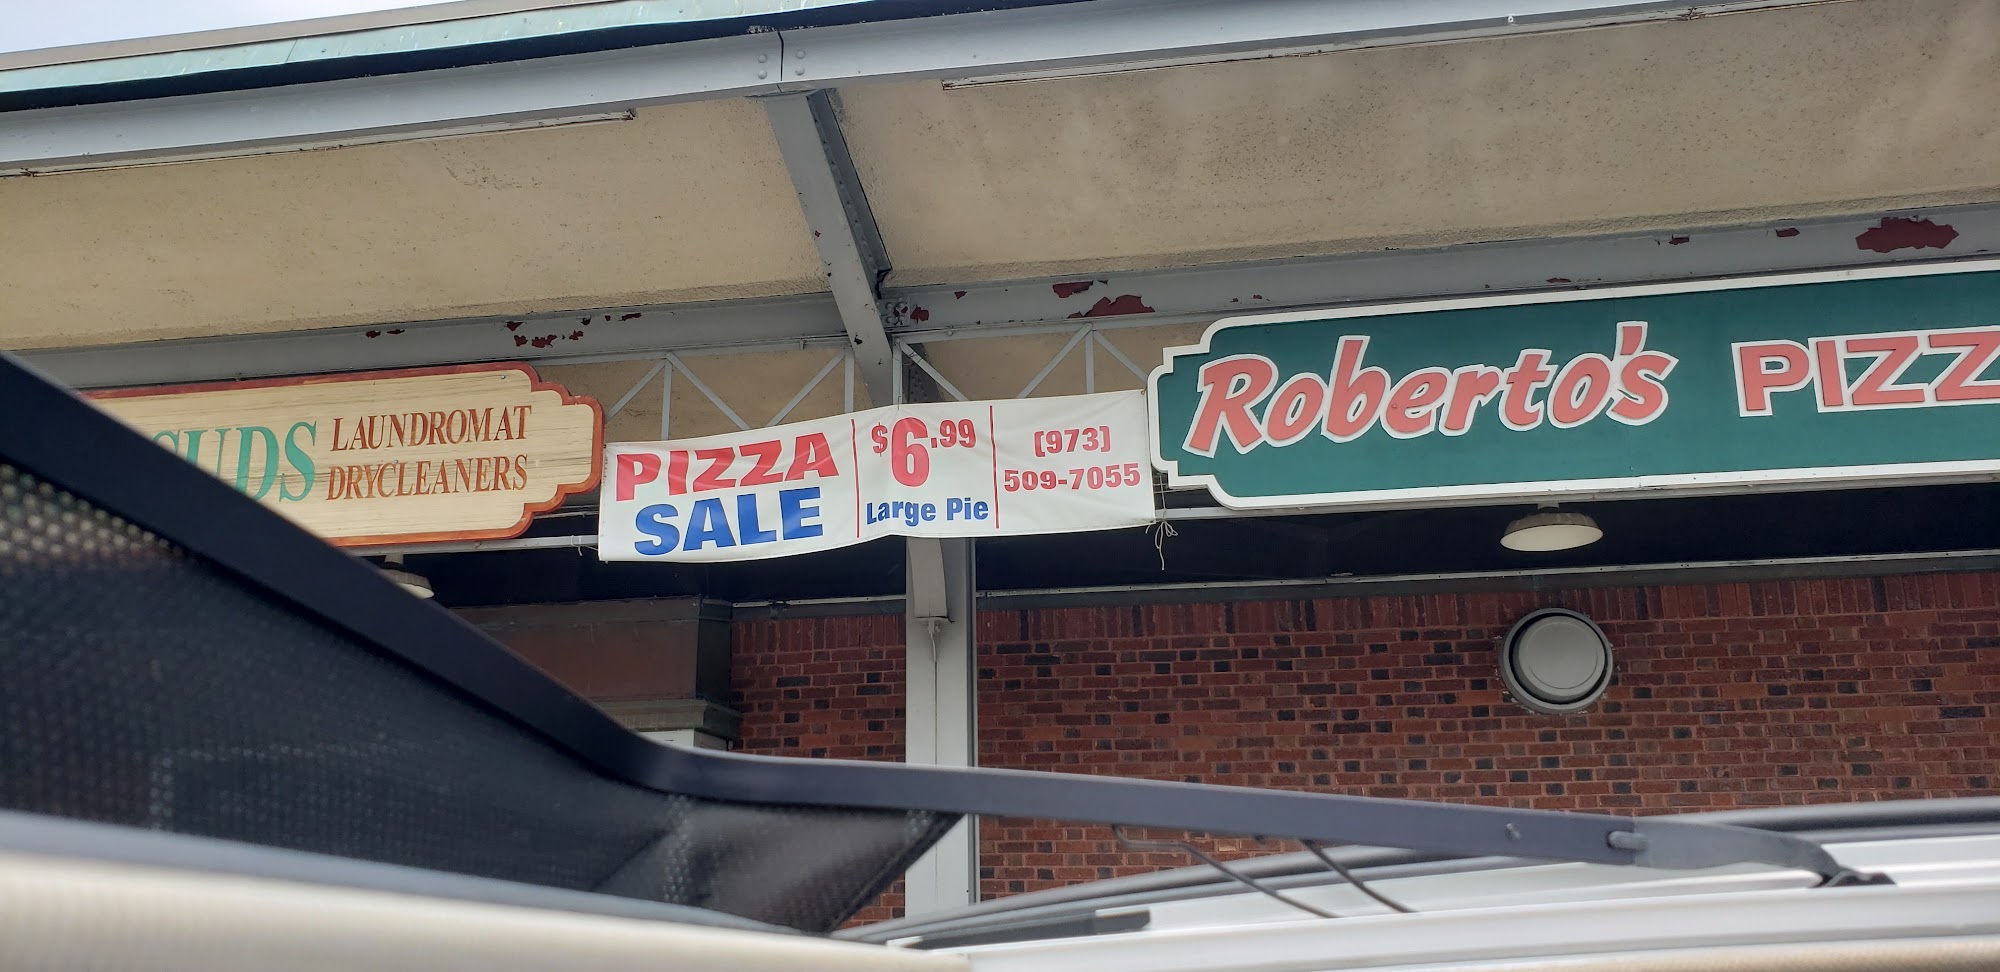 SUDS
LAUNDROMAT
DRYCLEANERS
PIZZA
SALE
$6.99
Large Pie
(973)
509-7055
Roberto's PIZZ